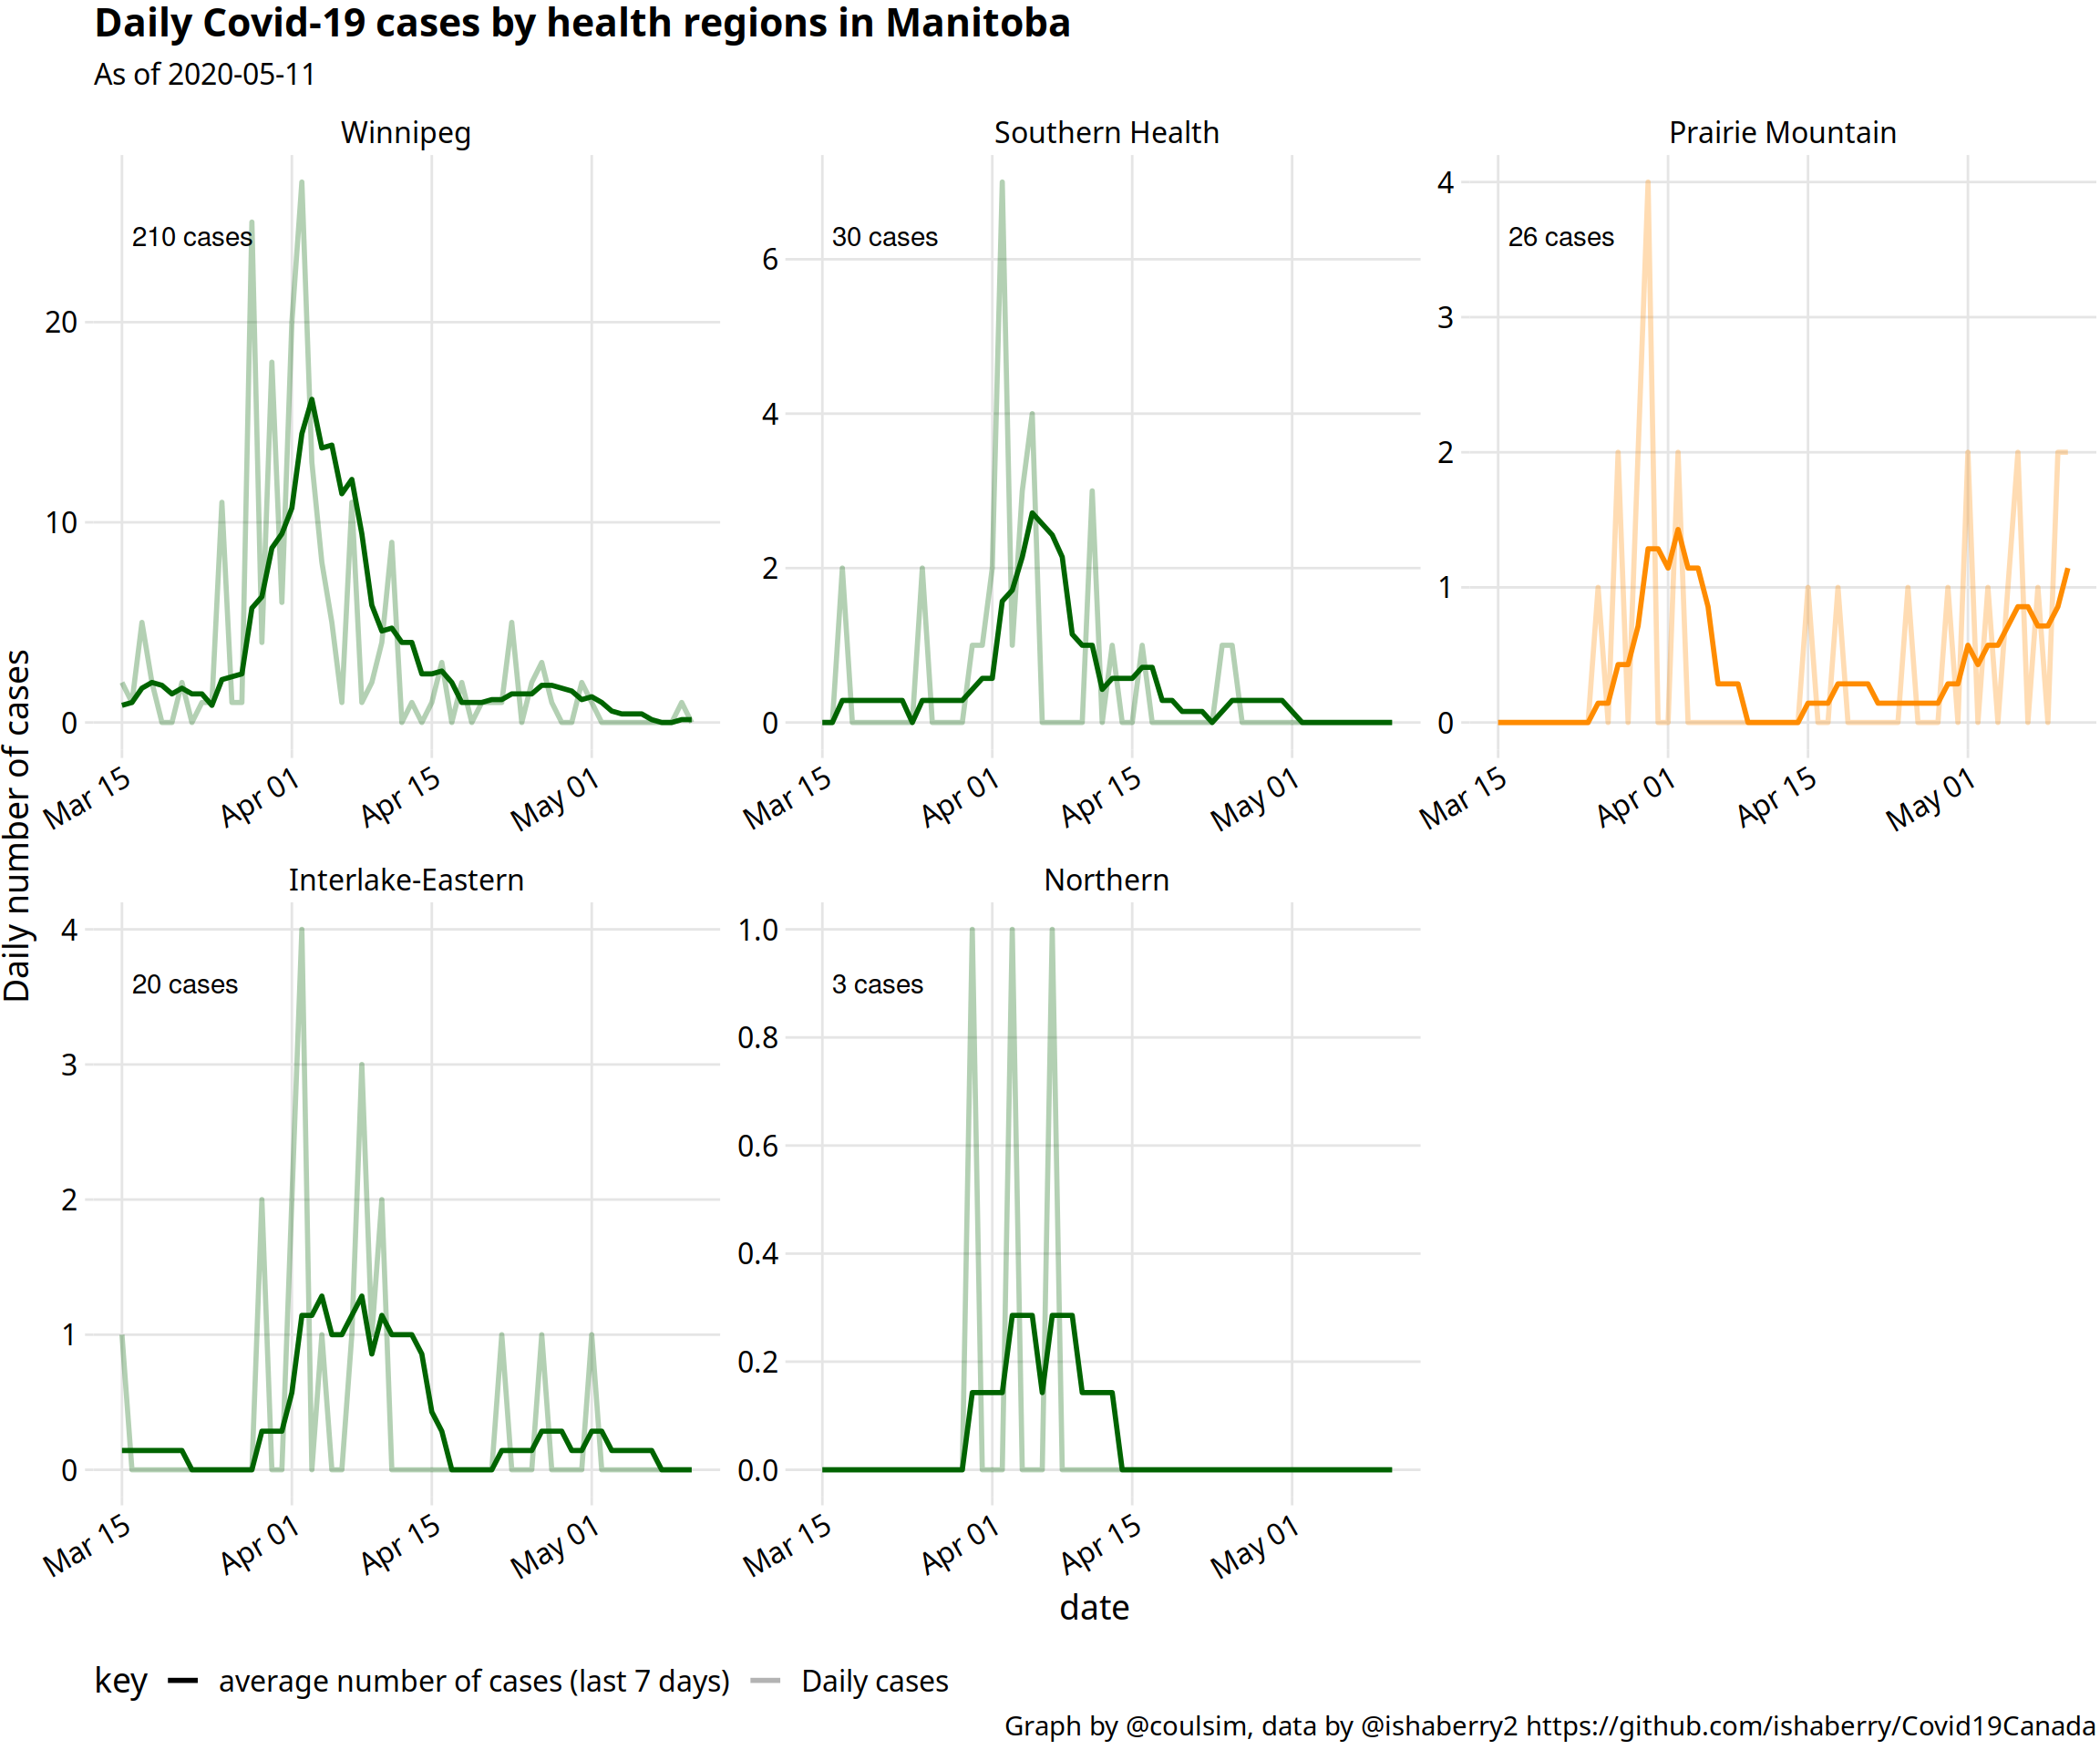 Daily Covid-19 cases by health regions in Manitoba
As of 2020-05-11
Winnipeg
Southern Health
Prairie Mountain
210 cases
30 cases
26 cases
20
10
0
6
4
2
0
4
3
2
1
0
Mar 15
Apr 01
Apr 15
May 01
Mar 15
Apr 01
Apr 15
May 01
Mar 15
Apr 01
Apr 15
May 01
Daily number of cases
Interlake-Eastern
Northern
20 cases
3 cases
4
3
2
1
0
1.0
0.8
0.6
0.4
0.2
0.0
Mar 15
Apr 01
Apr 15
May 01
Mar 15
Apr 01
Apr 15
May 01
date
key average number of cases (last 7 days) Daily cases
Graph by @coulsim, data by @ishaberry2 https://github.com/ishaberry/Covid19Canada